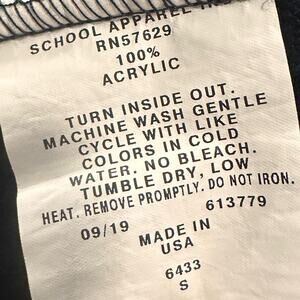 SCHOOL APPAREL
RN57629
100%
ACRYLIC
TURN INSIDE OUT.
MACHINE WASH GENTLE
CYCLE WITH LIKE
COLORS IN COLD
WATER. NO BLEACH.
TUMBLE DRY, LOW
HEAT. REMOVE PROMPTLY. DO NOT IRON.
09/19 613779
MADE IN
USA
6433
S